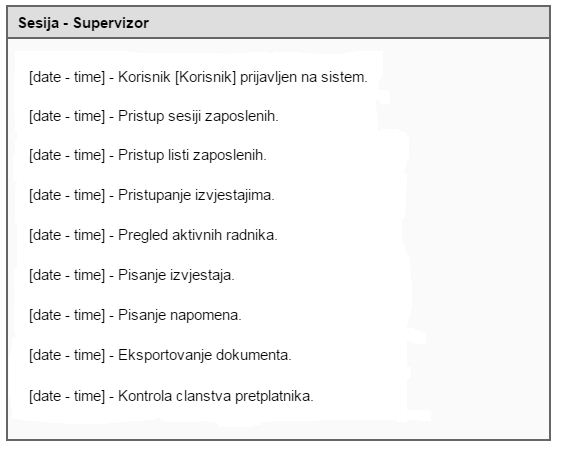 Sesija - Supervizor
[date - time] - Korisnik [Korisnik] prijavljen na sistem.
[date - time] - Pristup sesiji zaposlenih.
[date - time] - Pristup listi zaposlenih.
[date - time] - Pristupanje izvjestajima.
[date - time] - Pregled aktivnih radnika.
[date - time] - Pisanje izvjestaja.
[date - time] - Pisanje napomena.
[date - time] - Eksportovanje dokumenta.
[date - time] - Kontrola clanstva pretplatnika.